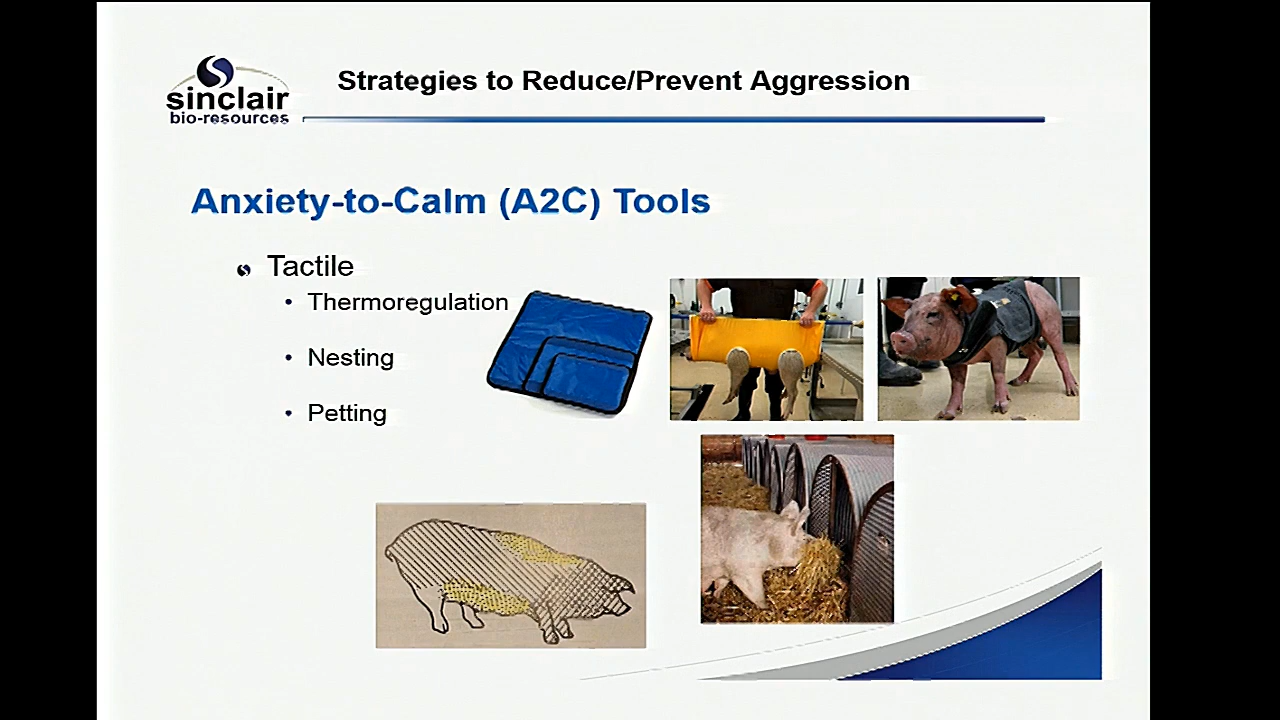 sinclair
bio-resources
Strategies to Reduce/Prevent Aggression
Anxiety-to-Calm (A2C) Tools
Tactile
Thermoregulation
Nesting
Petting